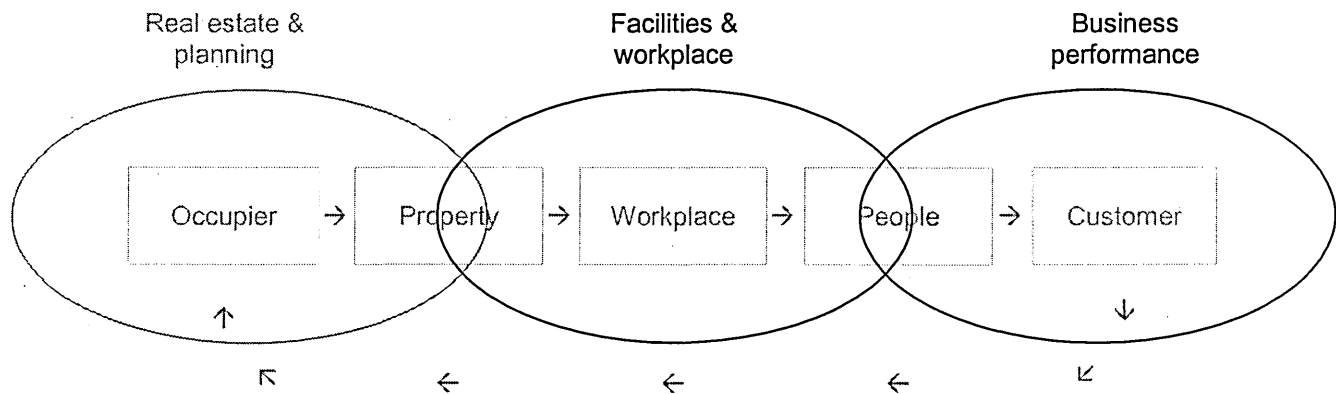 Real estate &
planning
Facilities &
workplace
Business
performance
Occupier → Property → Workplace → People → Customer